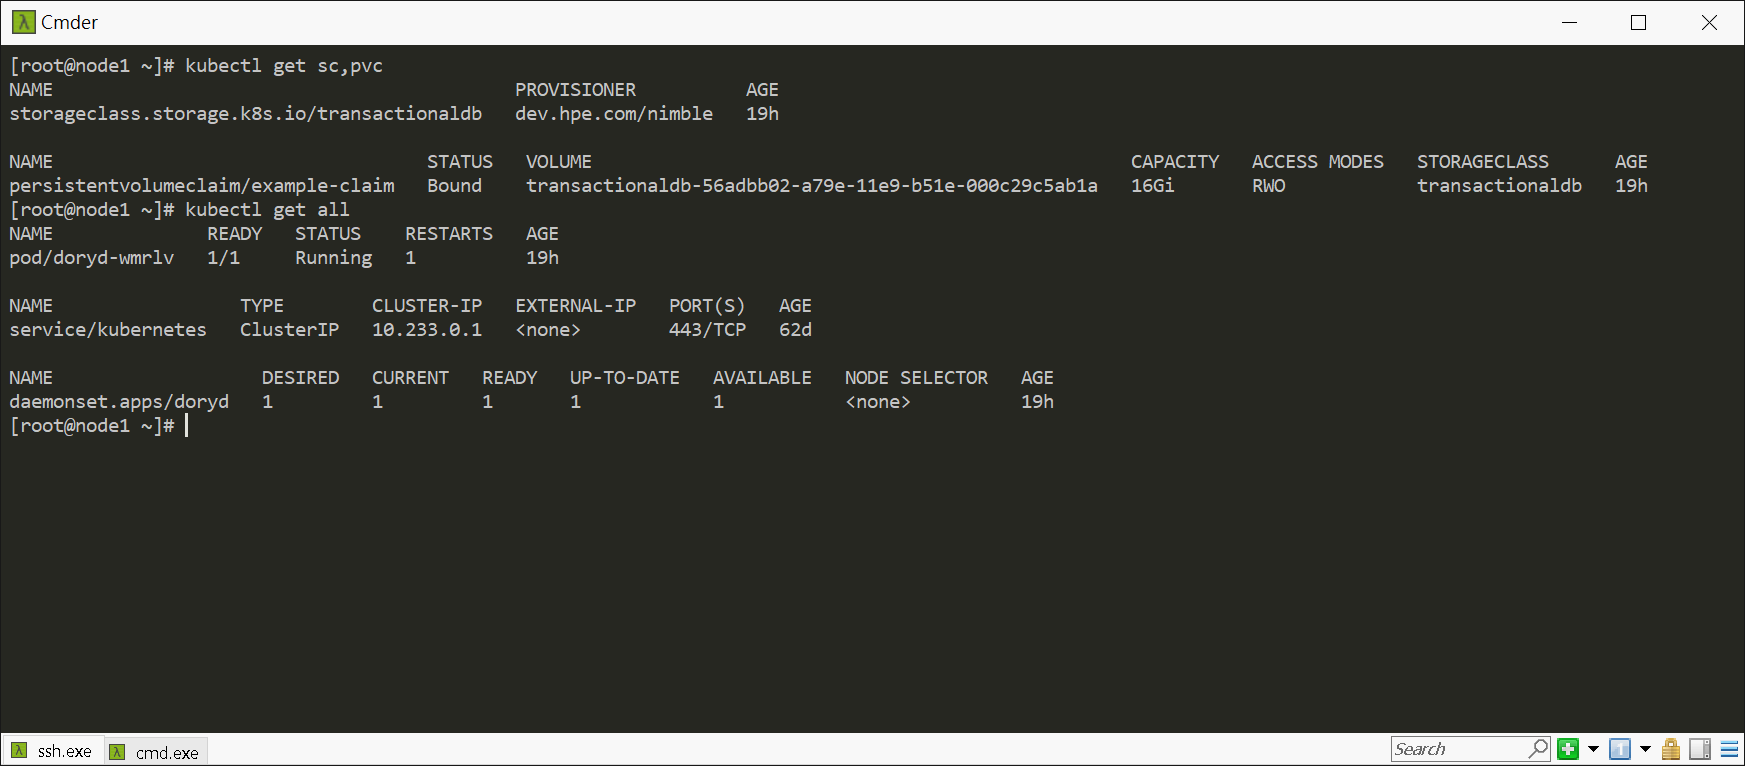 Cmder
[root@node1 ~]# kubectl get sc,pvc
NAME PROVISIONER AGE
storageclass.storage.k8s.io/transactionaldb dev.hpe.com/nimble 19h
NAME STATUS VOLUME CAPACITY ACCESS MODES STORAGECLASS AGE
persistentvolumeclaim/example-claim Bound transactionaldb-56adbb02-a79e-11e9-b51e-000c29c5ab1a 16Gi RWO transactionaldb 19h
[root@node1 ~]# kubectl get all
NAME READY STATUS RESTARTS AGE
pod/doryd-wmrlv 1/1 Running 1 19h
NAME TYPE CLUSTER-IP EXTERNAL-IP PORT(S) AGE
service/kubernetes ClusterIP 10.233.0.1 <none> 443/TCP 62d
NAME DESIRED CURRENT READY UP-TO-DATE AVAILABLE NODE SELECTOR AGE
daemonset.apps/doryd 1 1 1 1 1 <none> 19h
[root@node1 ~]#
ssh.exe cmd.exe Search 1